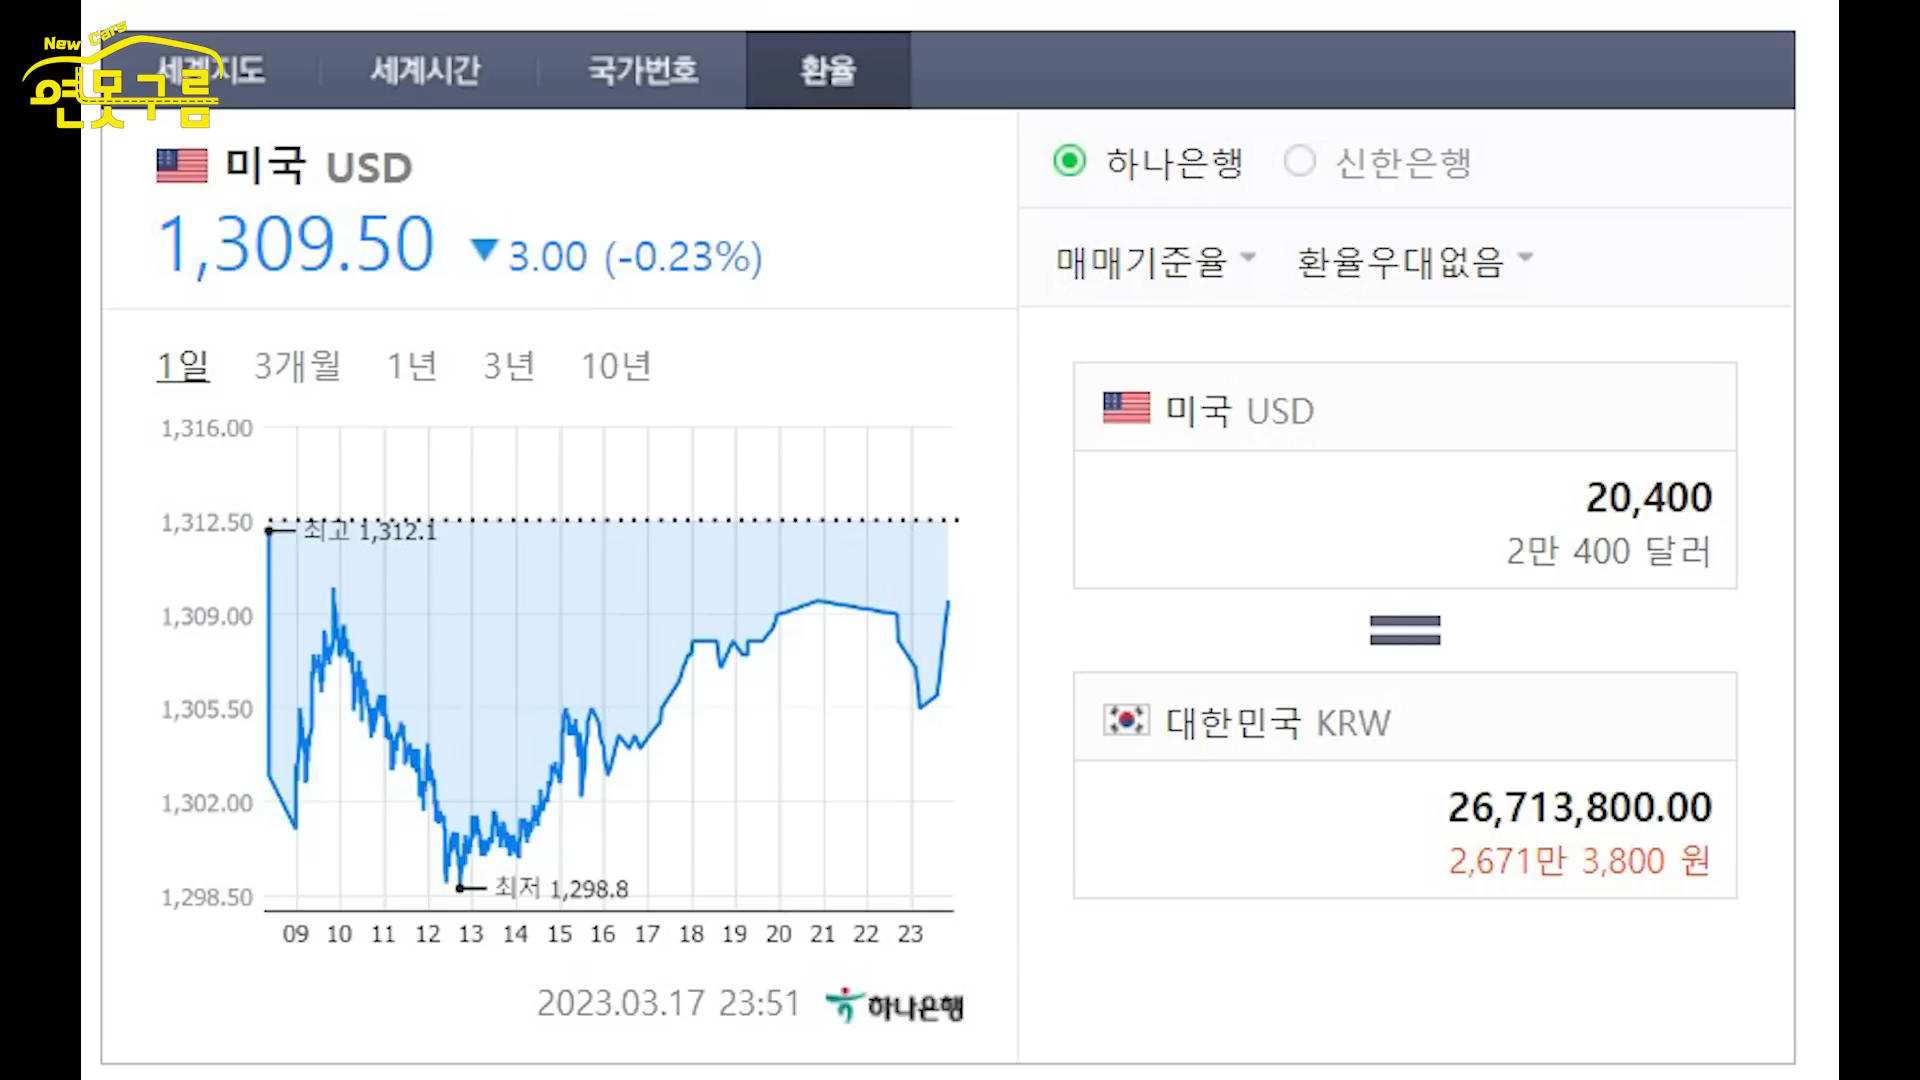 New Cars
연못구름
세계지도 세계시간 국가번호 환율
미국 USD
1,309.50 ▼3.00 (-0.23%)
1일 3개월 1년 3년 10년
1,316.00
1,312.50
최고 1,312.1
1,309.00
1,305.50
1,302.00
1,298.50
최저 1,298.8
09 10 11 12 13 14 15 16 17 18 19 20 21 22 23
2023.03.17 23:51 하나은행
하나은행 신한은행
매매기준율 환율우대없음
미국 USD
20,400
2만 400 달러
대한민국 KRW
26,713,800.00
2,671만 3,800 원